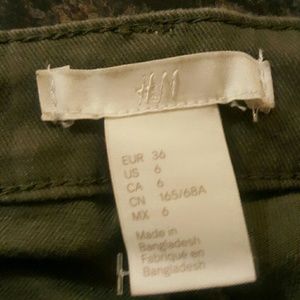 H&M
EUR 36
US 6
CA 6
CN 165/68A
MX 6
Made in
Bangladesh
Fabriqué en
Bangladesh